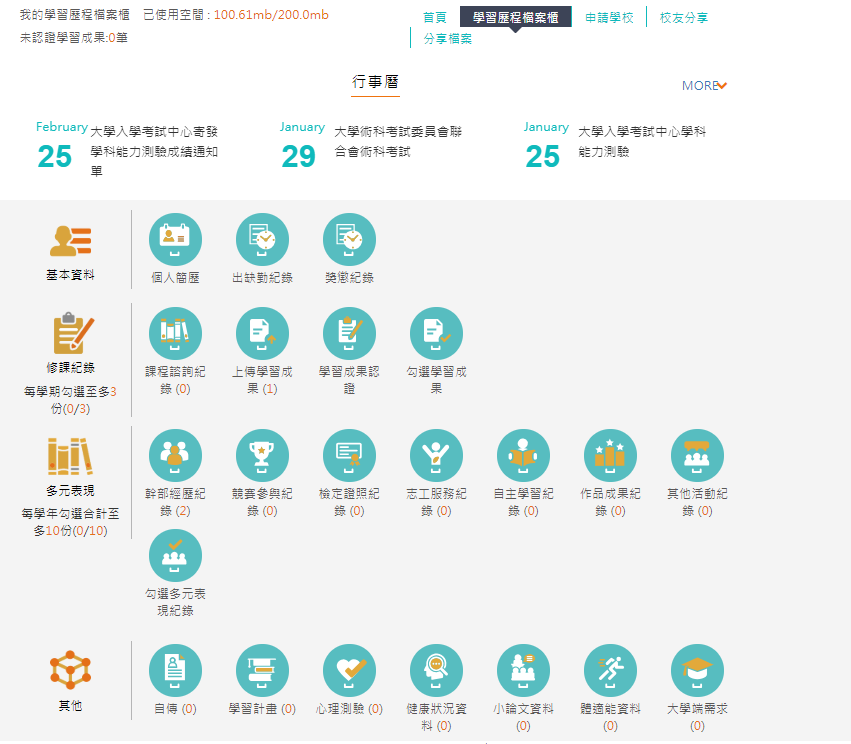 我的學習歷程檔案櫃 已使用空間 : 100.61mb/200.0mb
未認證學習成果:0筆
首頁 學習歷程檔案櫃 申請學校 校友分享
分享檔案
行事曆
MORE
February
25
大學入學考試中心寄發
學科能力測驗成績通知
單
January
29
大學術科考試委員會聯
合會術科考試
January
25
大學入學考試中心學科
能力測驗
基本資料
個人簡歷
出缺勤紀錄
獎懲紀錄
修課紀錄
每學期勾選至多3
份(0/3)
課程諮詢紀
錄 (0)
上傳學習成
果 (1)
學習成果認
證
勾選學習成
果
多元表現
每學年勾選合計至
多10份(0/10)
幹部經歷紀
錄 (2)
競賽參與紀
錄 (0)
檢定證照紀
錄 (0)
志工服務紀
錄 (0)
自主學習紀
錄 (0)
作品成果紀
錄 (0)
其他活動紀
錄 (0)
勾選多元表
現紀錄
其他
自傳 (0)
學習計畫 (0)
心理測驗 (0)
健康狀況資
料 (0)
小論文資料
(0)
體適能資料
(0)
大學端需求
(0)